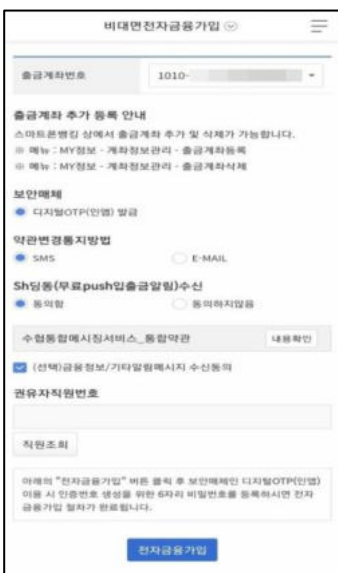 비대면전자금융가입
출금계좌번호 1010-
출금계좌 추가 등록 안내
스마트폰뱅킹 상에서 출금계좌 추가 및 삭제가 가능합니다.
※ 메뉴 : MY정보 - 계좌정보관리 - 출금계좌등록
※ 메뉴 : MY정보 - 계좌정보관리 - 출금계좌삭제
보안매체
디지털OTP(인앱) 발급
약관변경통지방법
SMS E-MAIL
Sh딩동(무료push입출금알림)수신
동의함 동의하지않음
수협통합메시징서비스_통합약관 내용확인
(선택)금융정보/기타알림메시지 수신동의
권유자직원번호
직원조회
아래의 "전자금융가입" 버튼 클릭 후 보안매체인 디지털OTP(인앱)
이용 시 인증번호 생성을 위한 6자리 비밀번호를 등록하시면 전자
금융가입 절차가 완료됩니다.
전자금융가입